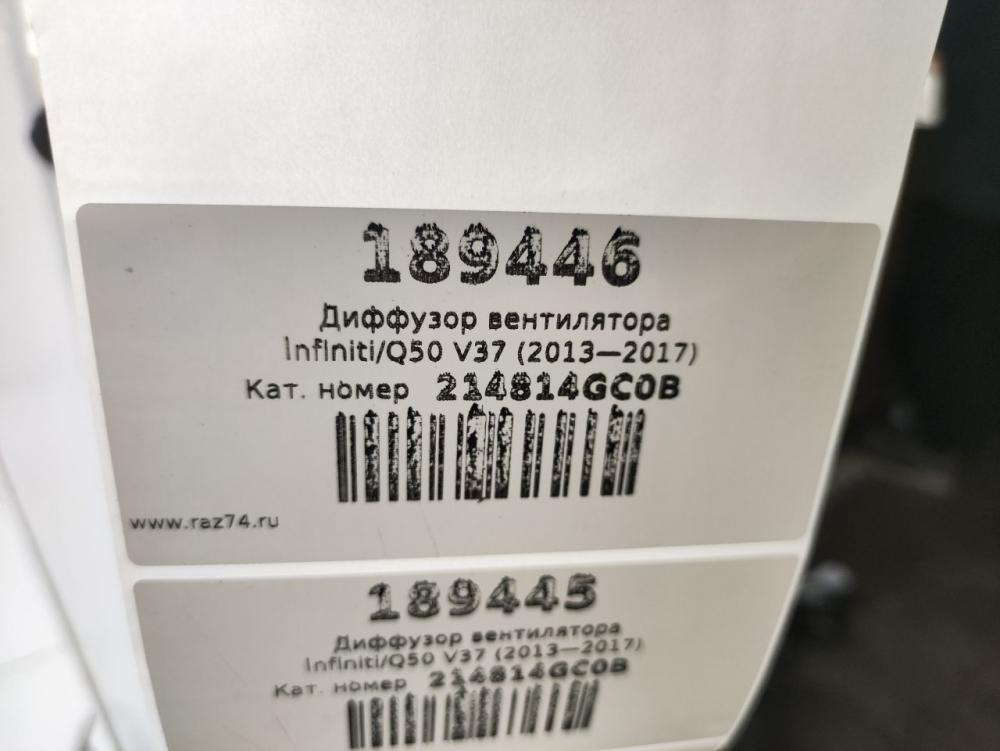 189446
Диффузор вентилятора
Infiniti/Q50 V37 (2013—2017)
Кат. номер 214814GC0B
www.raz74.ru
189445
Диффузор вентилятора
Infiniti/Q50 V37 (2013—2017)
Кат. номер 214814GC0B